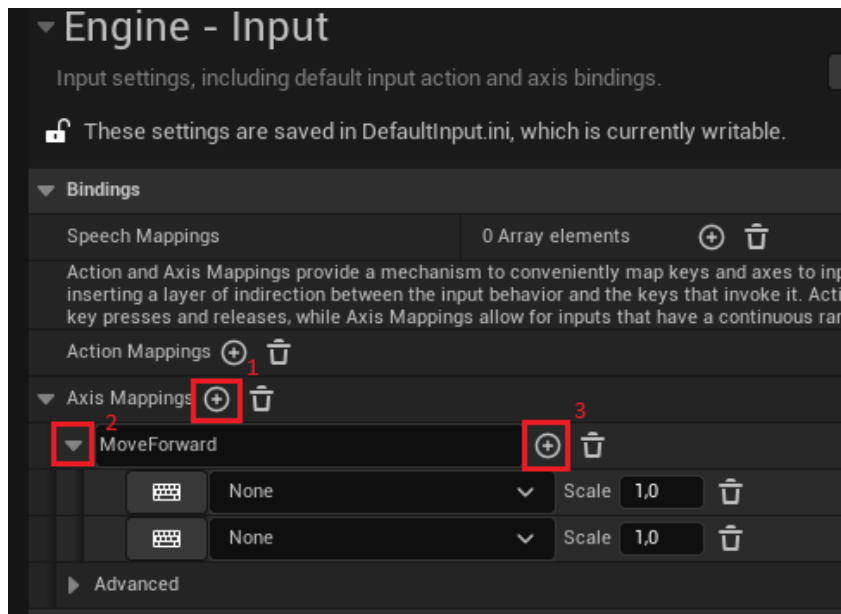 Engine - Input
Input settings, including default input action and axis bindings.
These settings are saved in DefaultInput.ini, which is currently writable.
Bindings
Speech Mappings 0 Array elements
Action and Axis Mappings provide a mechanism to conveniently map keys and axes to inp
inserting a layer of indirection between the input behavior and the keys that invoke it. Acti
key presses and releases, while Axis Mappings allow for inputs that have a continuous ran
Action Mappings
1
Axis Mappings
2
3
MoveForward
None Scale 1,0
None Scale 1,0
Advanced